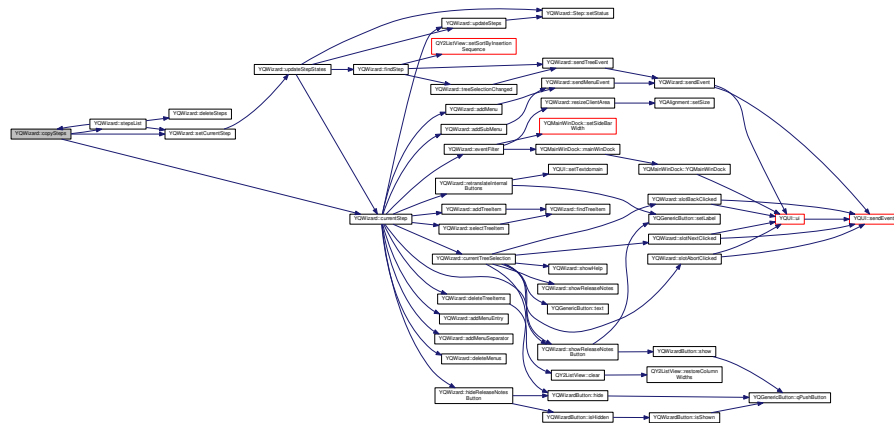 YQWizard::copySteps
YQWizard::stepsList
YQWizard::deleteSteps
YQWizard::setCurrentStep
YQWizard::updateStepStates
YQWizard::currentStep
YQWizard::updateSteps
QY2ListView::setSortByInsertion
Sequence
YQWizard::findStep
YQWizard::treeSelectionChanged
YQWizard::addMenu
YQWizard::addSubMenu
YQWizard::eventFilter
YQWizard::retranslateInternal
Buttons
YQWizard::addTreeItem
YQWizard::selectTreeItem
YQWizard::currentTreeSelection
YQWizard::deleteTreeItems
YQWizard::addMenuEntry
YQWizard::addMenuSeparator
YQWizard::deleteMenus
YQWizard::hideReleaseNotes
Button
YQWizard::Step::setStatus
YQWizard::sendTreeEvent
YQWizard::sendMenuEvent
YQWizard::resizeClientArea
YQMainWinDock::setSideBar
Width
YQMainWinDock::mainWinDock
YQUI::setTextdomain
YQWizard::findTreeItem
YQWizard::showHelp
YQWizard::showReleaseNotes
YQGenericButton::text
YQWizard::showReleaseNotes
Button
QY2ListView::clear
YQWizardButton::hide
YQWizardButton::isHidden
YQWizard::sendEvent
YQAlignment::setSize
YQMainWinDock::YQMainWinDock
YQWizard::slotBackClicked
YQGenericButton::setLabel
YQWizard::slotNextClicked
YQWizard::slotAbortClicked
YQWizardButton::show
QY2ListView::restoreColumn
Widths
YQWizardButton::isShown
YQUI::ui
YQUI::sendEvent
YQGenericButton::qPushButton